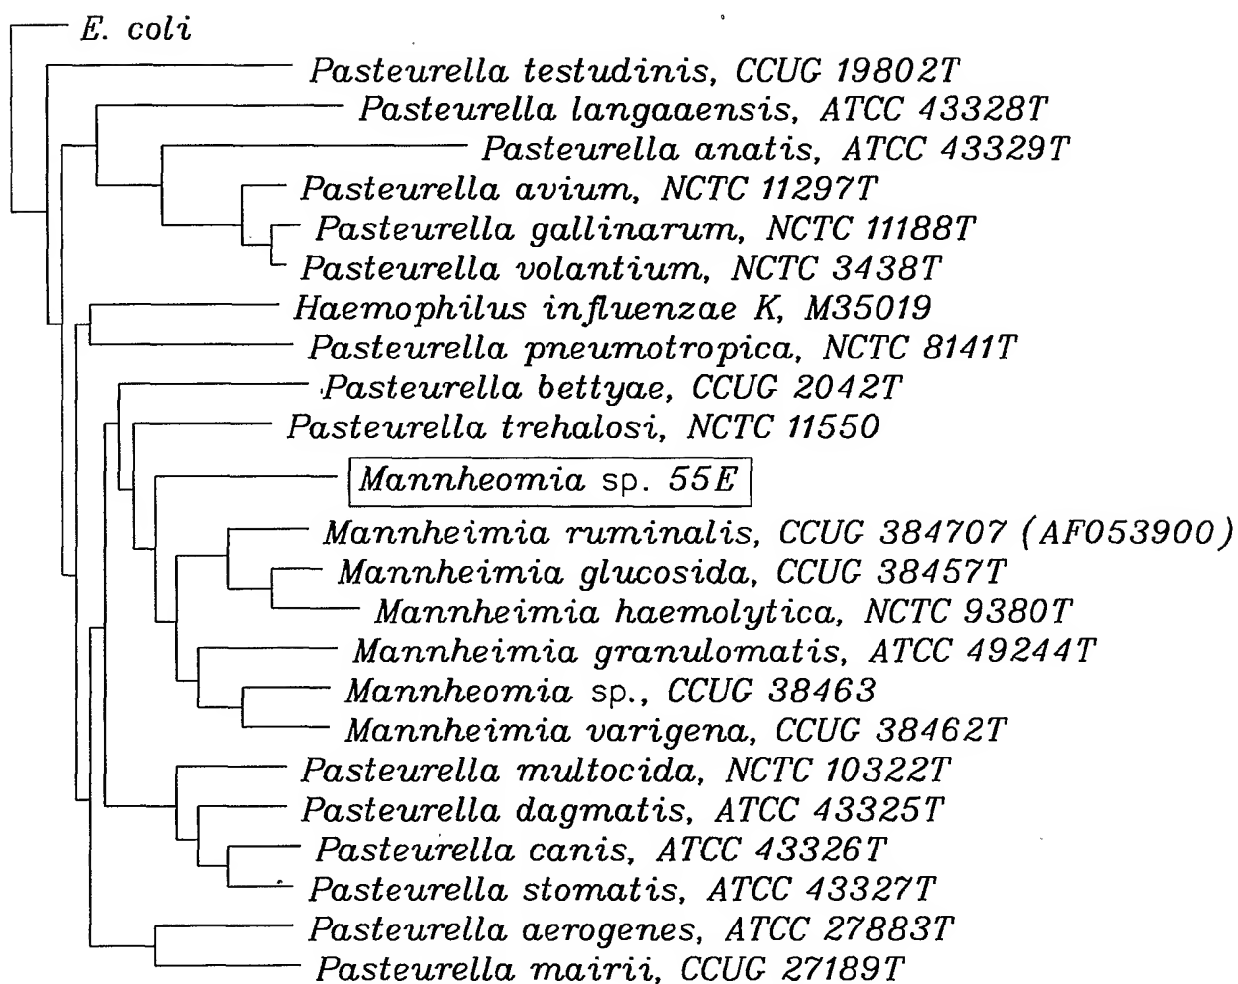 E. coli
Pasteurella testudinis, CCUG 19802T
Pasteurella langaaensis, ATCC 43328T
Pasteurella anatis, ATCC 43329T
Pasteurella avium, NCTC 11297T
Pasteurella gallinarum, NCTC 11188T
Pasteurella volantium, NCTC 3438T
Haemophilus influenzae K, M35019
Pasteurella pneumotropica, NCTC 8141T
Pasteurella bettyae, CCUG 2042T
Pasteurella trehalosi, NCTC 11550
Mannheomia sp. 55E
Mannheimia ruminalis, CCUG 384707 (AF053900)
Mannheimia glucosida, CCUG 38457T
Mannheimia haemolytica, NCTC 9380T
Mannheimia granulomatis, ATCC 49244T
Mannheomia sp., CCUG 38463
Mannheimia varigena, CCUG 38462T
Pasteurella multocida, NCTC 10322T
Pasteurella dagmatis, ATCC 43325T
Pasteurella canis, ATCC 43326T
Pasteurella stomatis, ATCC 43327T
Pasteurella aerogenes, ATCC 27883T
Pasteurella mairii, CCUG 27189T